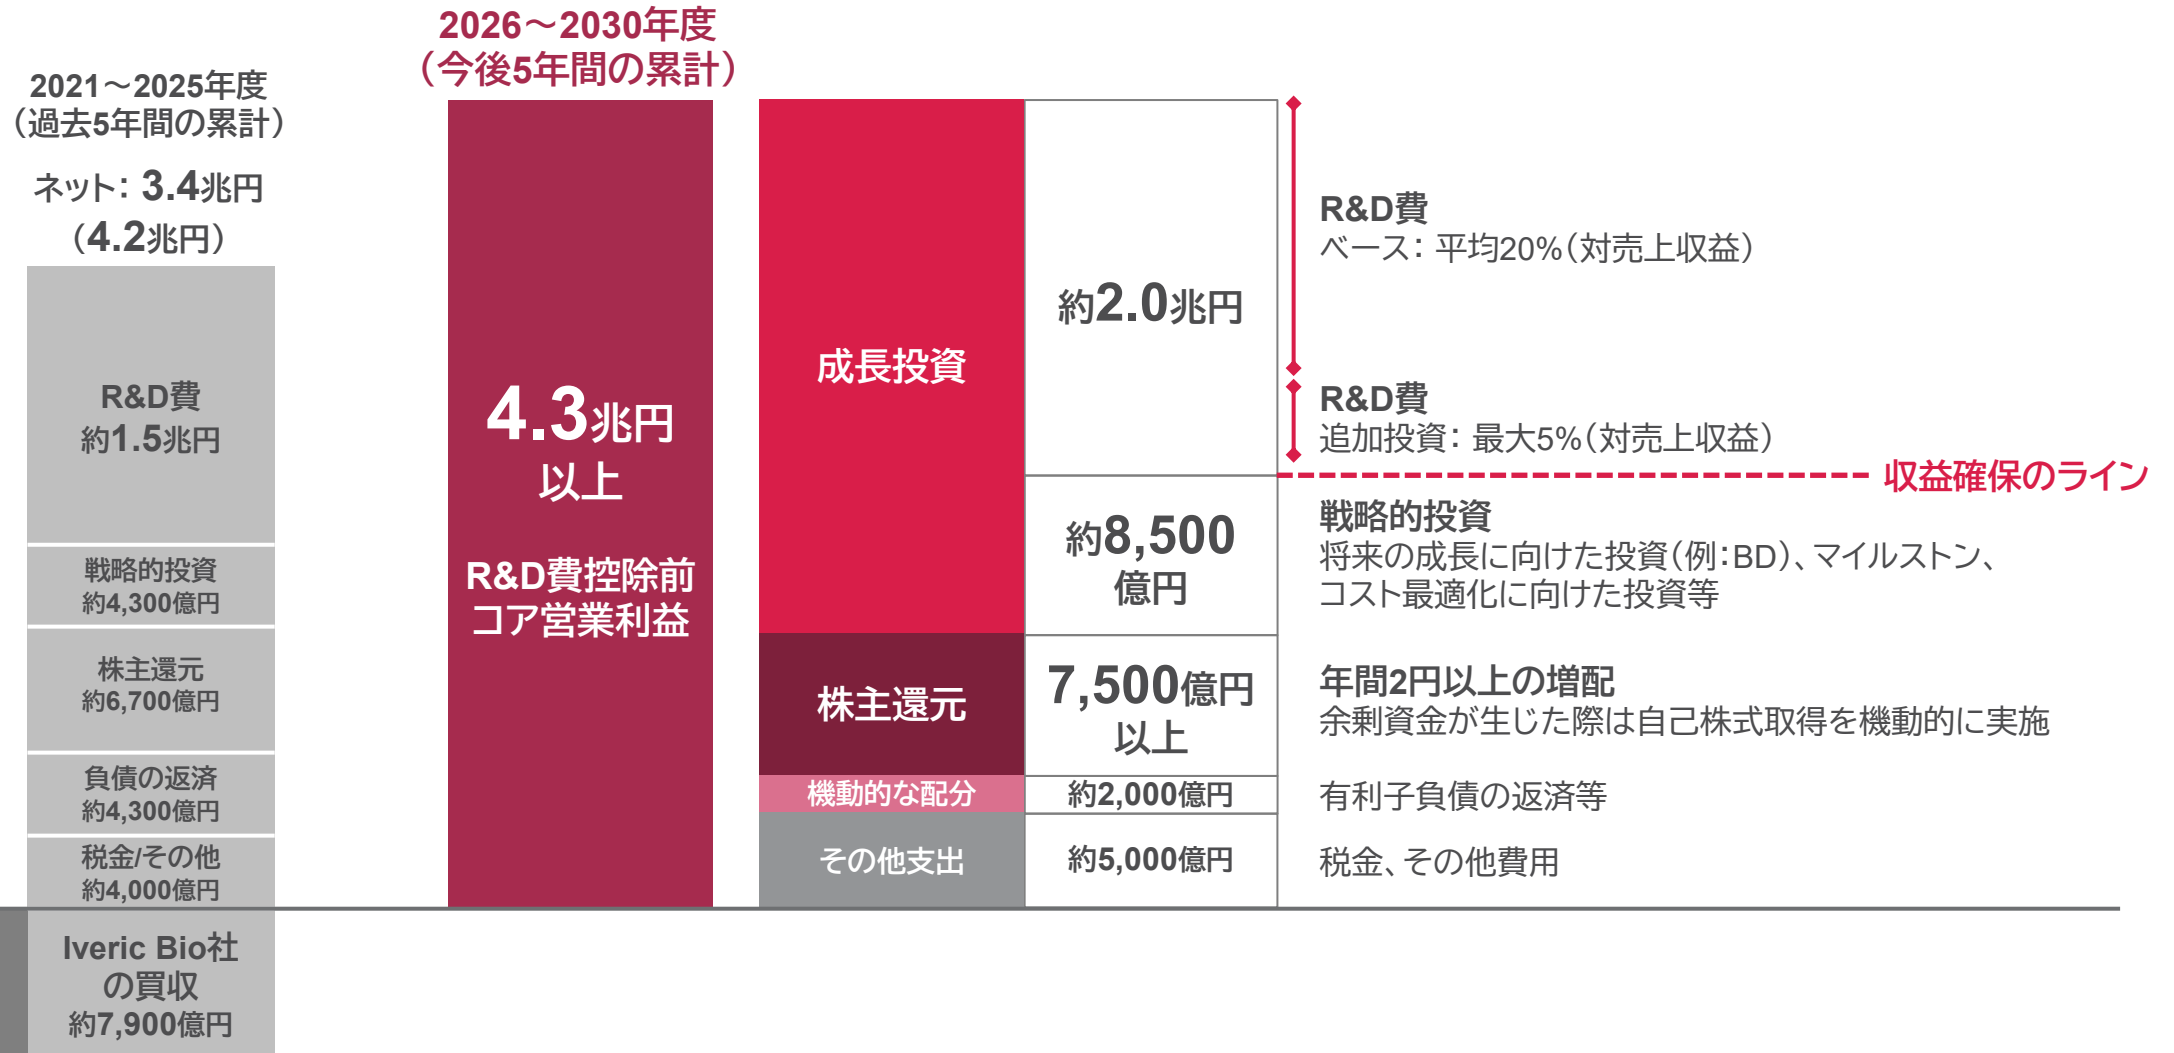 2021～2025年度
（過去5年間の累計）
ネット： 3.4兆円
（4.2兆円）
R&D費
約1.5兆円
戦略的投資
約4,300億円
株主還元
約6,700億円
負債の返済
約4,300億円
税金/その他
約4,000億円
Iveric Bio社
の買収
約7,900億円
2026～2030年度
（今後5年間の累計）
4.3兆円
以上
R&D費控除前
コア営業利益
成長投資
株主還元
機動的な配分
その他支出
約2.0兆円
約8,500
億円
7,500億円
以上
約2,000億円
約5,000億円
R&D費
ベース： 平均20%（対売上収益）
R&D費
追加投資： 最大5%（対売上収益）
収益確保のライン
戦略的投資
将来の成長に向けた投資（例：BD）、マイルストン、
コスト最適化に向けた投資等
年間2円以上の増配
余剰資金が生じた際は自己株式取得を機動的に実施
有利子負債の返済等
税金、その他費用